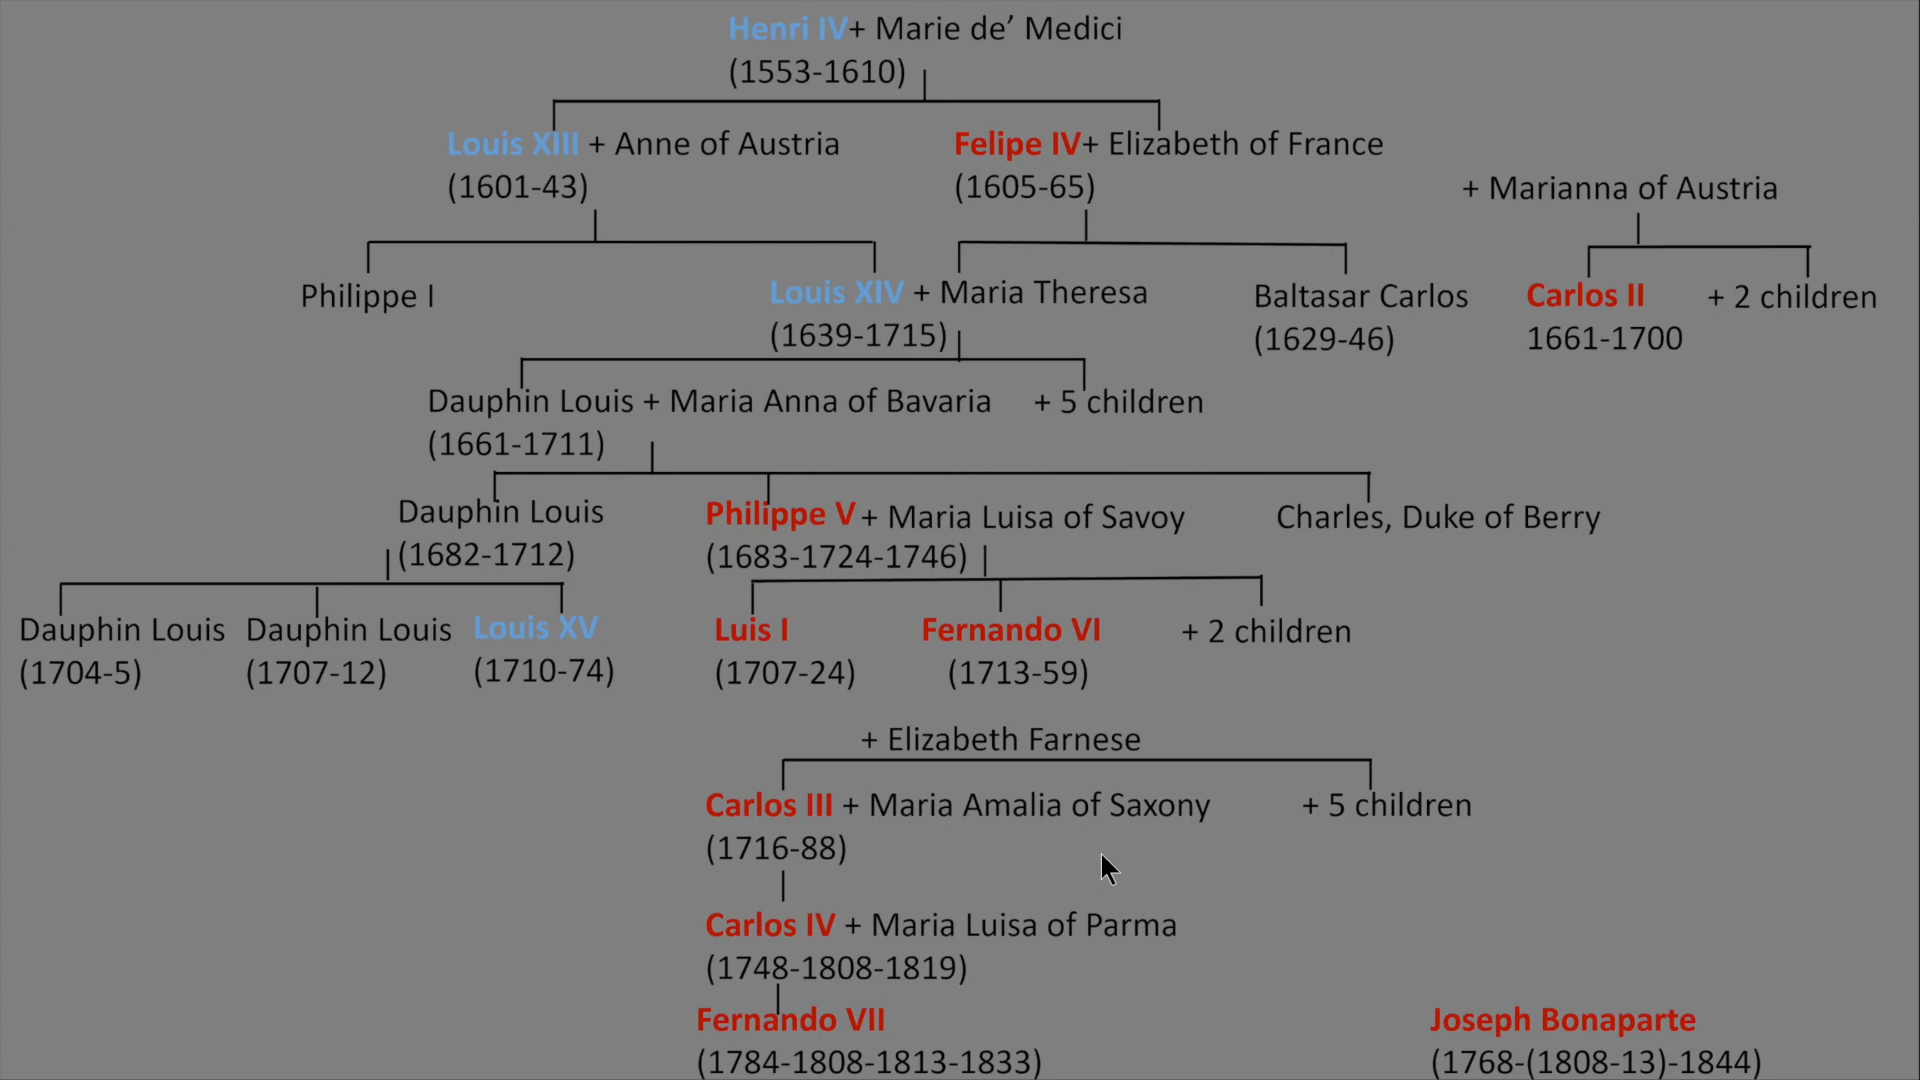 Henri IV+ Marie de’ Medici
(1553-1610)
Louis XIII + Anne of Austria
(1601-43)
Felipe IV+ Elizabeth of France
(1605-65)
+ Marianna of Austria
Philippe I
Louis XIV + Maria Theresa
(1639-1715)
Baltasar Carlos
(1629-46)
Carlos II
1661-1700
+ 2 children
Dauphin Louis + Maria Anna of Bavaria
(1661-1711)
+ 5 children
Dauphin Louis
(1682-1712)
Philippe V + Maria Luisa of Savoy
(1683-1724-1746)
Charles, Duke of Berry
Dauphin Louis
(1704-5)
Dauphin Louis
(1707-12)
Louis XV
(1710-74)
Luis I
(1707-24)
Fernando VI
(1713-59)
+ 2 children
+ Elizabeth Farnese
Carlos III + Maria Amalia of Saxony
(1716-88)
+ 5 children
Carlos IV + Maria Luisa of Parma
(1748-1808-1819)
Fernando VII
(1784-1808-1813-1833)
Joseph Bonaparte
(1768-(1808-13)-1844)